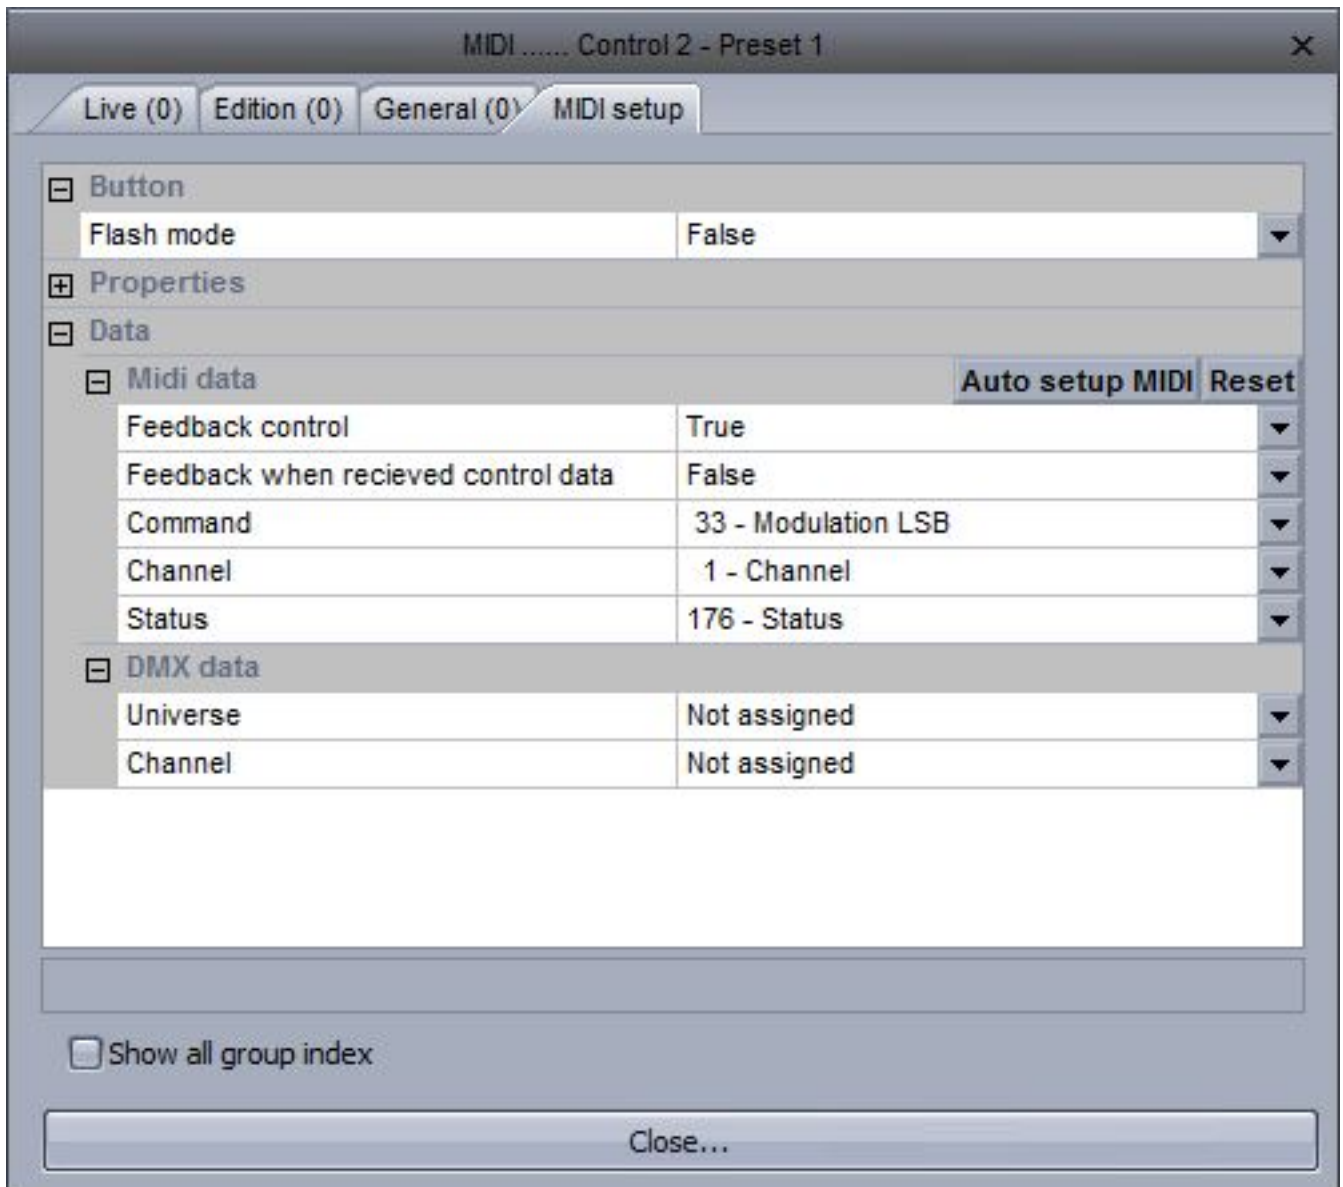 MIDI ...... Control 2 - Preset 1
Live (0) Edition (0) General (0) MIDI setup
Button
Flash mode False
Properties
Data
Midi data Auto setup MIDI Reset
Feedback control True
Feedback when recieved control data False
Command 33 - Modulation LSB
Channel 1 - Channel
Status 176 - Status
DMX data
Universe Not assigned
Channel Not assigned
Show all group index
Close...